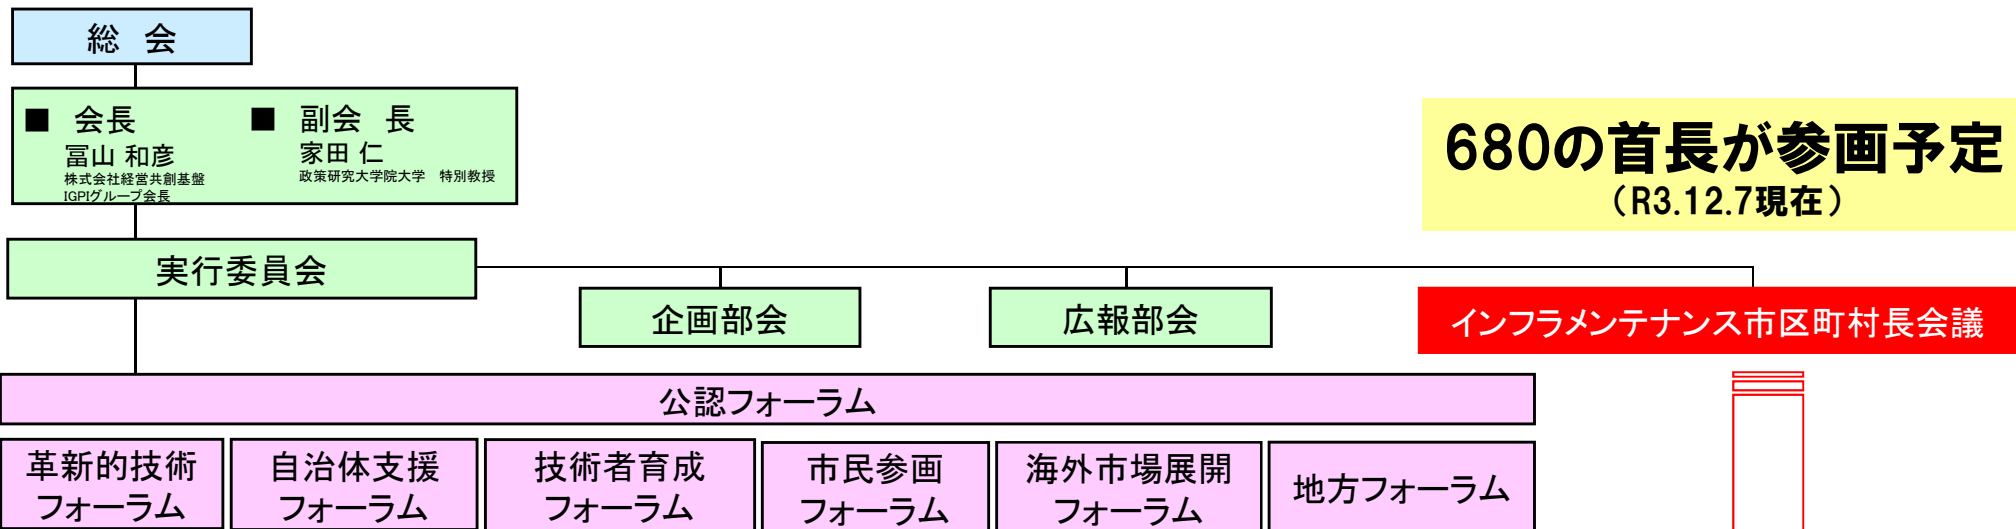 総 会
■ 会長
冨山 和彦
株式会社経営共創基盤
IGPIグループ会長
■ 副会 長
家田 仁
政策研究大学院大学 特別教授
680の首長が参画予定
(R3.12.7現在)
実行委員会
企画部会
広報部会
インフラメンテナンス市区町村長会議
公認フォーラム
革新的技術
フォーラム
自治体支援
フォーラム
技術者育成
フォーラム
市民参画
フォーラム
海外市場展開
フォーラム
地方フォーラム